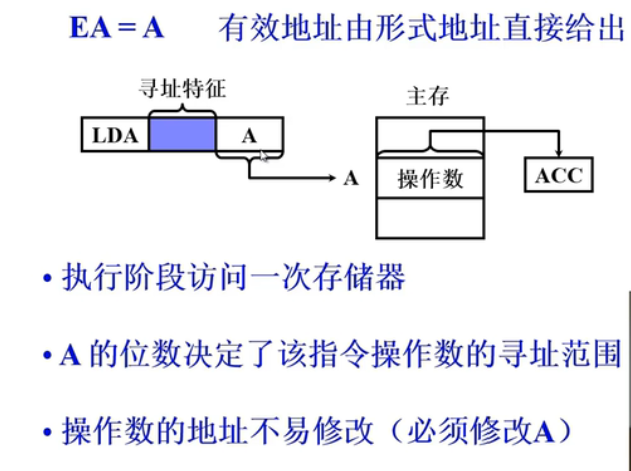 EA = A 有效地址由形式地址直接给出
寻址特征
主存
LDA A
A 操作数 ACC
• 执行阶段访问一次存储器
• A 的位数决定了该指令操作数的寻址范围
• 操作数的地址不易修改（必须修改A）